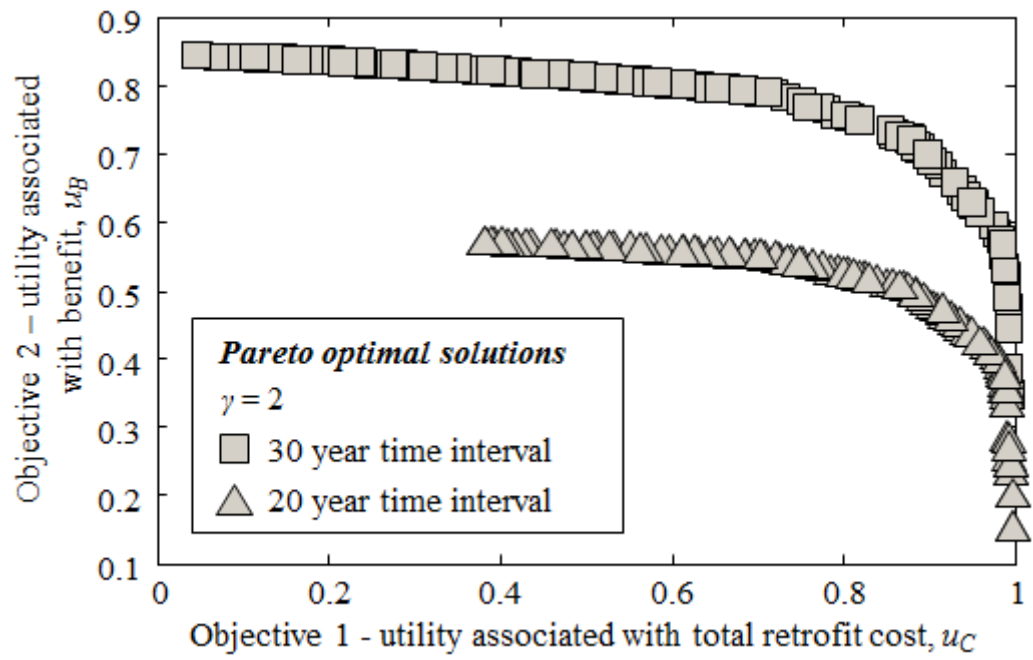 Objective 2 – utility associated
with benefit, u_B
0.9
0.8
0.7
0.6
0.5
0.4
0.3
0.2
0.1
Pareto optimal solutions
γ = 2
30 year time interval
20 year time interval
0 0.2 0.4 0.6 0.8 1
Objective 1 - utility associated with total retrofit cost, u_C